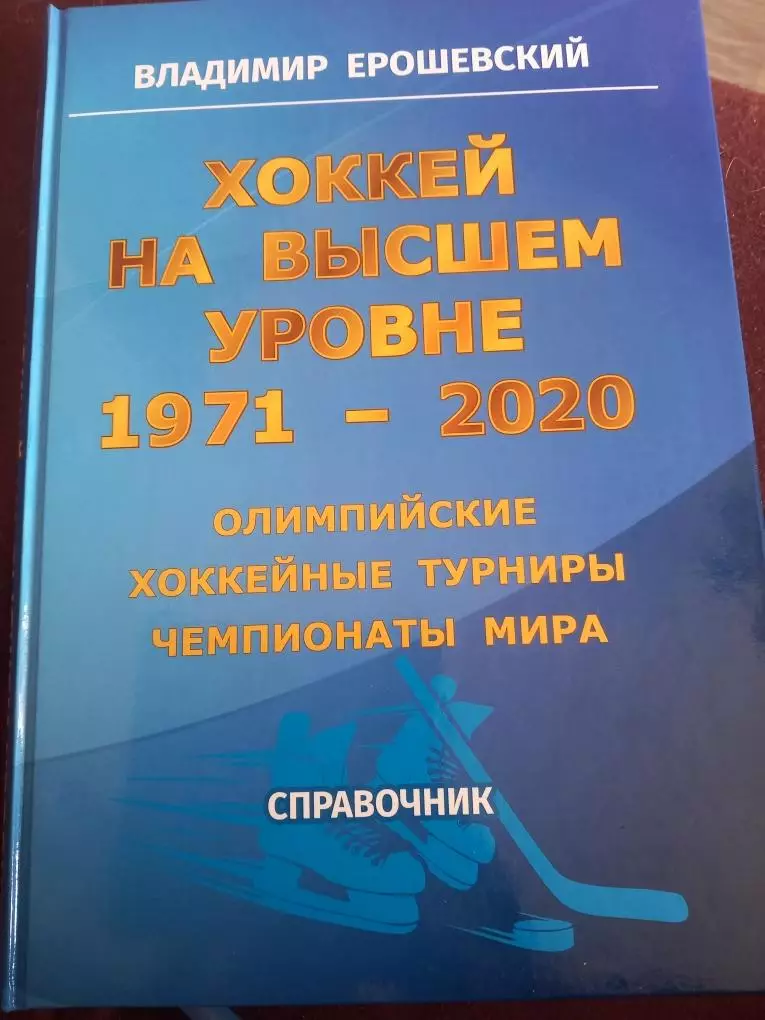 ВЛАДИМИР ЕРОШЕВСКИЙ
ХОККЕЙ
НА ВЫСШЕМ
УРОВНЕ
1971 – 2020
ОЛИМПИЙСКИЕ
ХОККЕЙНЫЕ ТУРНИРЫ
ЧЕМПИОНАТЫ МИРА
СПРАВОЧНИК